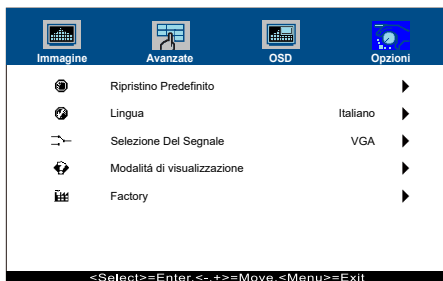 Immagine Avanzate OSD Opzioni
Ripristino Predefinito
Lingua Italiano
Selezione Del Segnale VGA
Modalitá di visualizzazione
Factory
<Select>=Enter,<-,+>=Move,<Menu>=Exit